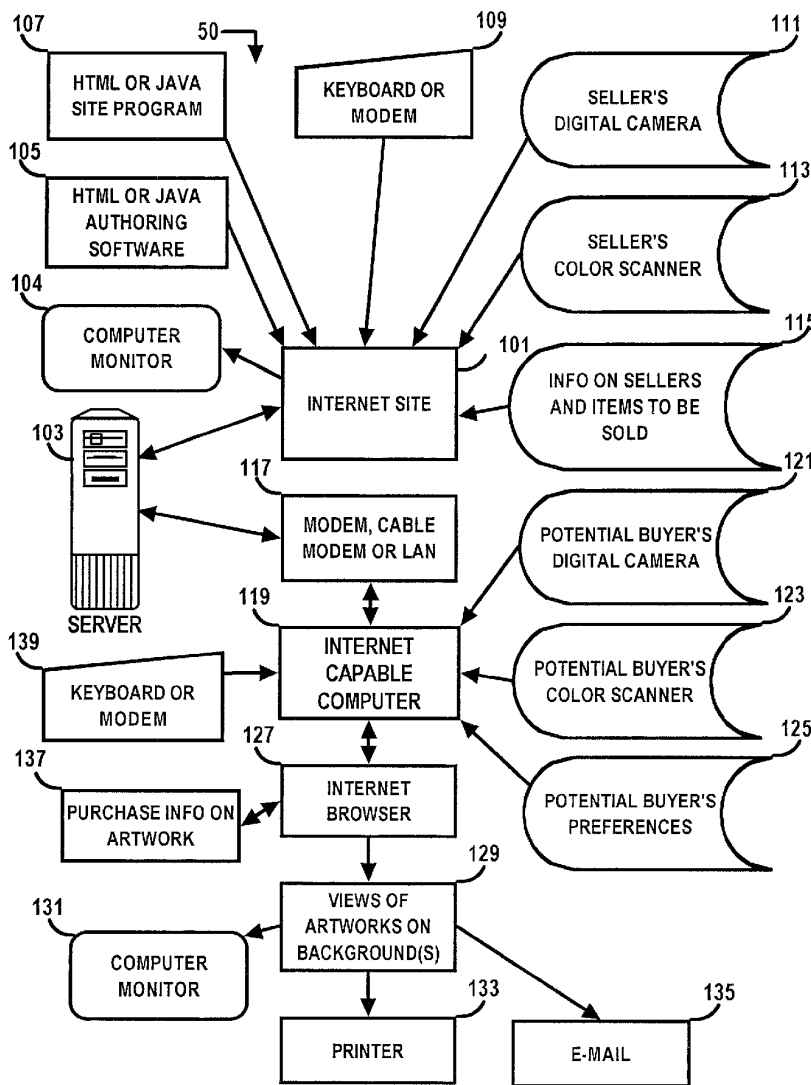 107
50
109
111
HTML OR JAVA
SITE PROGRAM
KEYBOARD OR
MODEM
SELLER'S
DIGITAL CAMERA
105
HTML OR JAVA
AUTHORING
SOFTWARE
113
SELLER'S
COLOR SCANNER
104
COMPUTER
MONITOR
101
INTERNET SITE
115
INFO ON SELLERS
AND ITEMS TO BE
SOLD
103
SERVER
117
MODEM, CABLE
MODEM OR LAN
121
POTENTIAL BUYER'S
DIGITAL CAMERA
119
INTERNET
CAPABLE
COMPUTER
123
POTENTIAL BUYER'S
COLOR SCANNER
139
KEYBOARD OR
MODEM
127
INTERNET
BROWSER
125
POTENTIAL BUYER'S
PREFERENCES
137
PURCHASE INFO ON
ARTWORK
129
VIEWS OF
ARTWORKS ON
BACKGROUND(S)
131
COMPUTER
MONITOR
133
PRINTER
135
E-MAIL